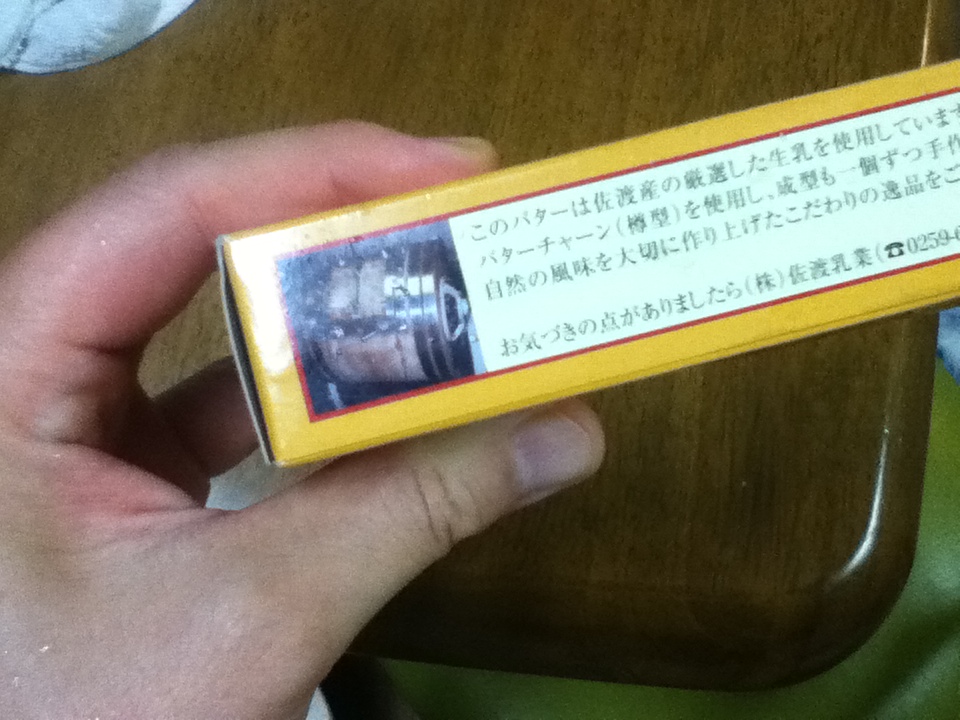 このバターは佐渡産の厳選した生乳を使用しています
バターチャーン(樽型)を使用し、成型も一個ずつ手作
自然の風味を大切に作り上げたこだわりの逸品をご
お気づきの点がありましたら(株)佐渡乳業(☎0259-6